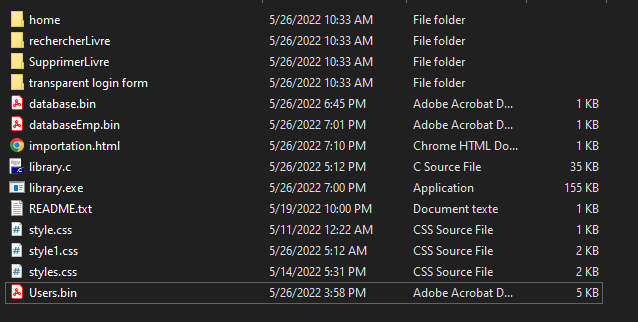 home 5/26/2022 10:33 AM File folder
rechercherLivre 5/26/2022 10:33 AM File folder
SupprimerLivre 5/26/2022 10:33 AM File folder
transparent login form 5/26/2022 10:33 AM File folder
database.bin 5/26/2022 6:45 PM Adobe Acrobat D... 1 KB
databaseEmp.bin 5/26/2022 7:01 PM Adobe Acrobat D... 1 KB
importation.html 5/26/2022 7:10 PM Chrome HTML Do... 1 KB
library.c 5/26/2022 5:12 PM C Source File 35 KB
library.exe 5/26/2022 7:00 PM Application 155 KB
README.txt 5/19/2022 10:00 PM Document texte 1 KB
style.css 5/11/2022 12:22 AM CSS Source File 1 KB
style1.css 5/26/2022 5:12 AM CSS Source File 2 KB
styles.css 5/14/2022 5:31 PM CSS Source File 2 KB
Users.bin 5/26/2022 3:58 PM Adobe Acrobat D... 5 KB